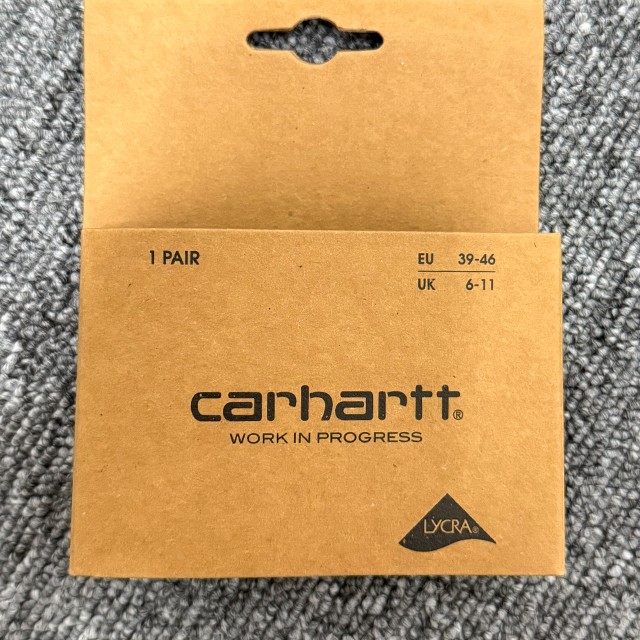 1 PAIR
EU 39-46
UK 6-11
carhartt®
WORK IN PROGRESS
LYCRA®